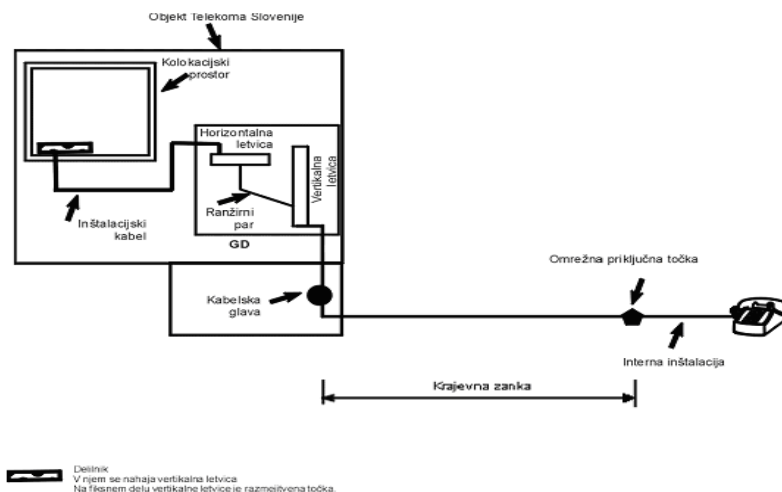 Objekt Telekoma Slovenije
Kolokacijski
prostor
Horizontalna
letvica
Vertikalna
letvica
Ranžirni
par
Inštalacijski
kabel
GD
Omrežna priključna točka
Kabelska
glava
Interna inštalacija
Krajevna zanka
Delilnik
V njem se nahaja vertikalna letvica
Na fiksnem delu vertikalne letvice je razmejitvena točka.